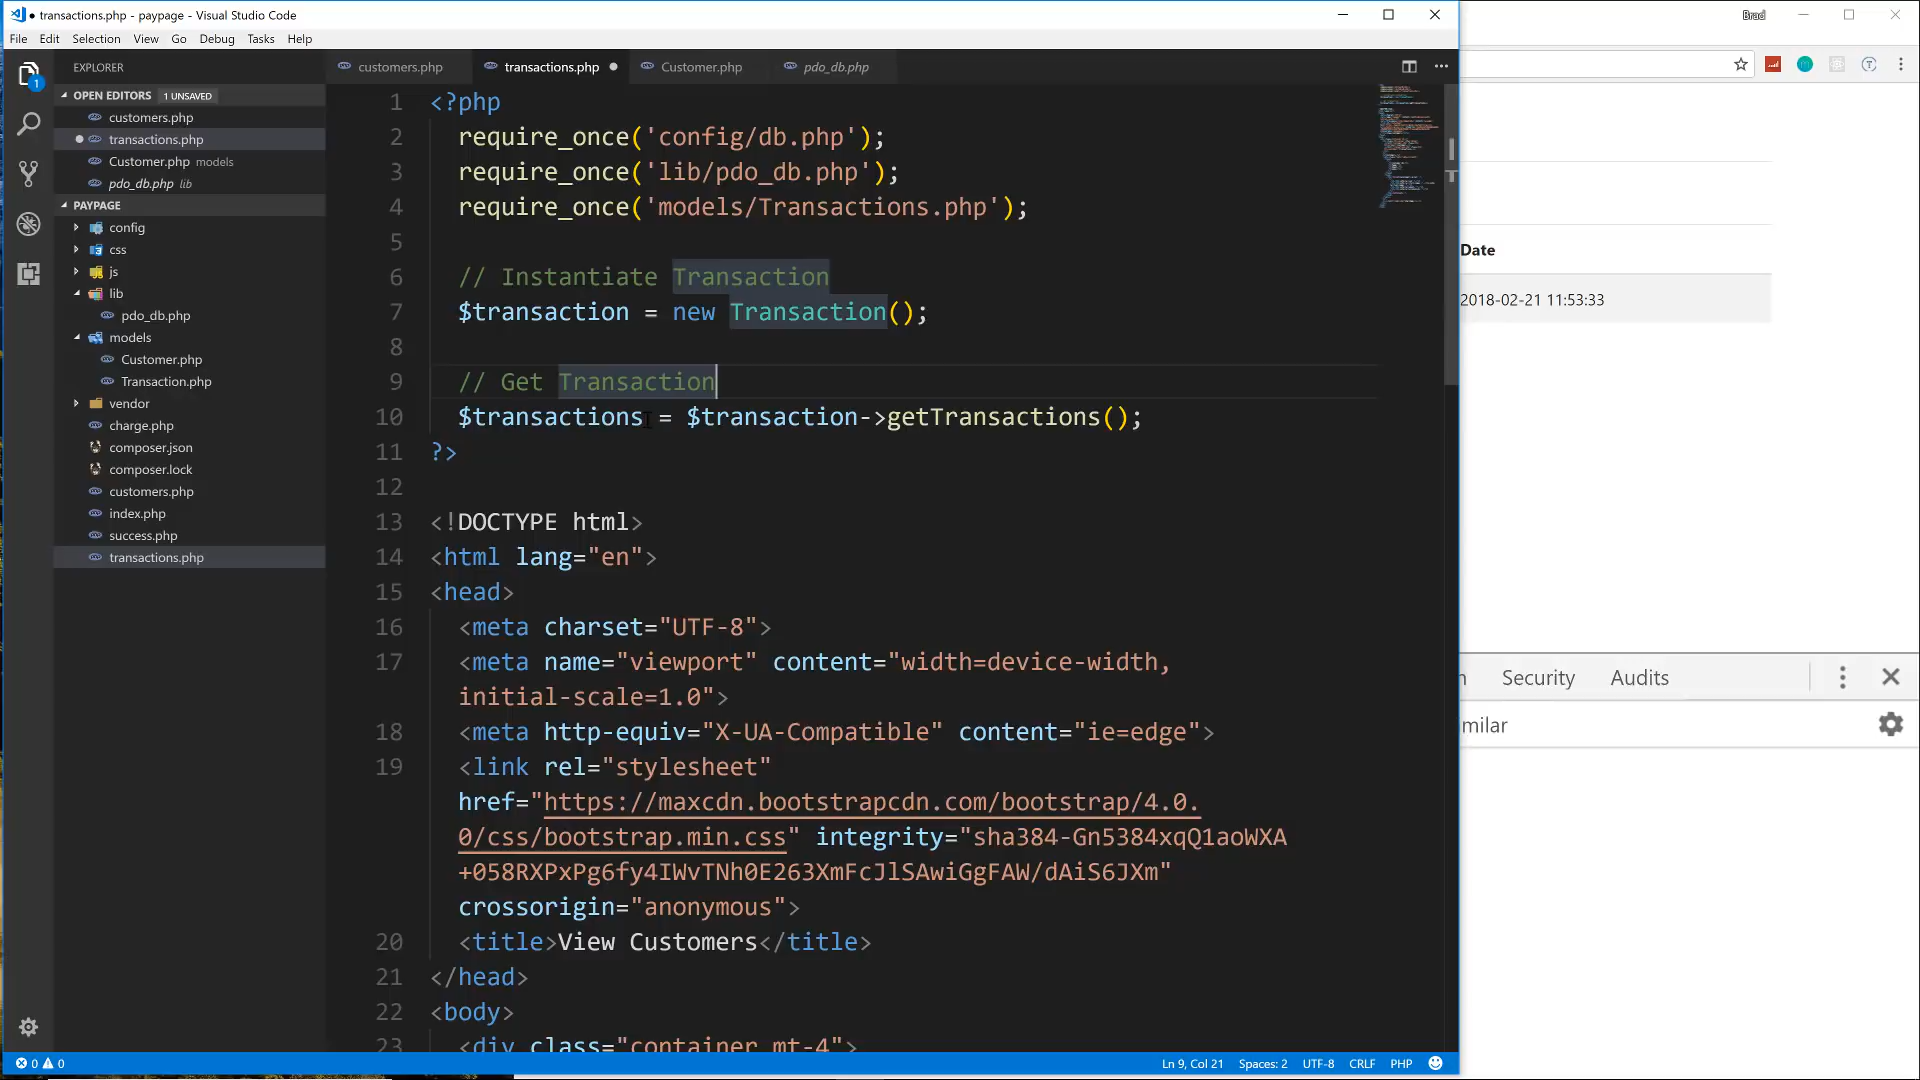 transactions.php - paypage - Visual Studio Code
Brad
File Edit Selection View Go Debug Tasks Help
EXPLORER
customers.php transactions.php Customer.php pdo_db.php
OPEN EDITORS 1 UNSAVED
customers.php
transactions.php
Customer.php models
pdo_db.php lib
PAYPAGE
config
css
js
lib
pdo_db.php
models
Customer.php
Transaction.php
vendor
charge.php
composer.json
composer.lock
customers.php
index.php
success.php
transactions.php
1 <?php
2 require_once('config/db.php');
3 require_once('lib/pdo_db.php');
4 require_once('models/Transactions.php');
5
6 // Instantiate Transaction
7 $transaction = new Transaction();
8
9 // Get Transaction
10 $transactions = $transaction->getTransactions();
11 ?>
12
13 <!DOCTYPE html>
14 <html lang="en">
15 <head>
16 <meta charset="UTF-8">
17 <meta name="viewport" content="width=device-width,
initial-scale=1.0">
18 <meta http-equiv="X-UA-Compatible" content="ie=edge">
19 <link rel="stylesheet"
href="https://maxcdn.bootstrapcdn.com/bootstrap/4.0.
0/css/bootstrap.min.css" integrity="sha384-Gn5384xqQ1aoWXA
+058RXPxPg6fy4IWvTNh0E263XmFcJlSAwiGgFAW/dAiS6JXm"
crossorigin="anonymous">
20 <title>View Customers</title>
21 </head>
22 <body>
23 <div class="container mt-4">
Date
2018-02-21 11:53:33
Security Audits
milar
0 0
Ln 9, Col 21 Spaces: 2 UTF-8 CRLF PHP